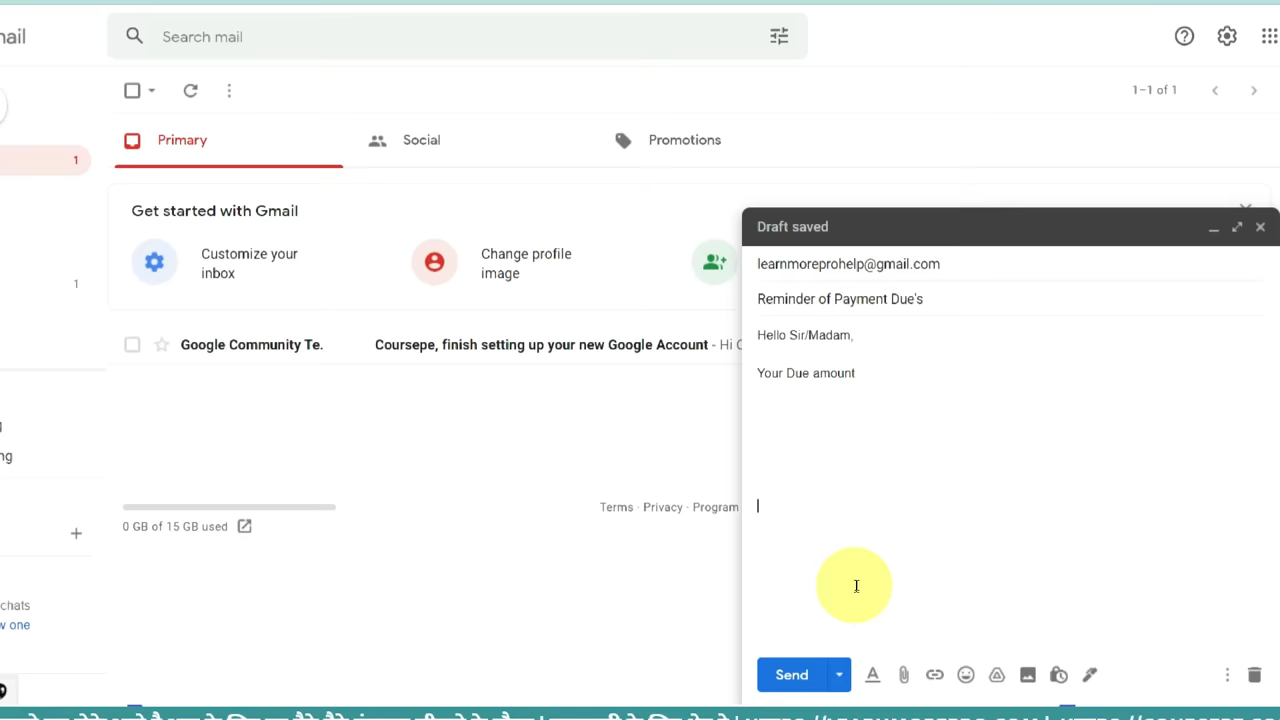 ail
Search mail
1–1 of 1
Primary
Social
Promotions
1
Get started with Gmail
Customize your
inbox
Change profile
image
1
Google Community Te.
Coursepe, finish setting up your new Google Account - Hi C
Draft saved
learnmoreprohelp@gmail.com
Reminder of Payment Due's
Hello Sir/Madam,
Your Due amount
g
ng
Terms · Privacy · Program
0 GB of 15 GB used
chats
w one
Send